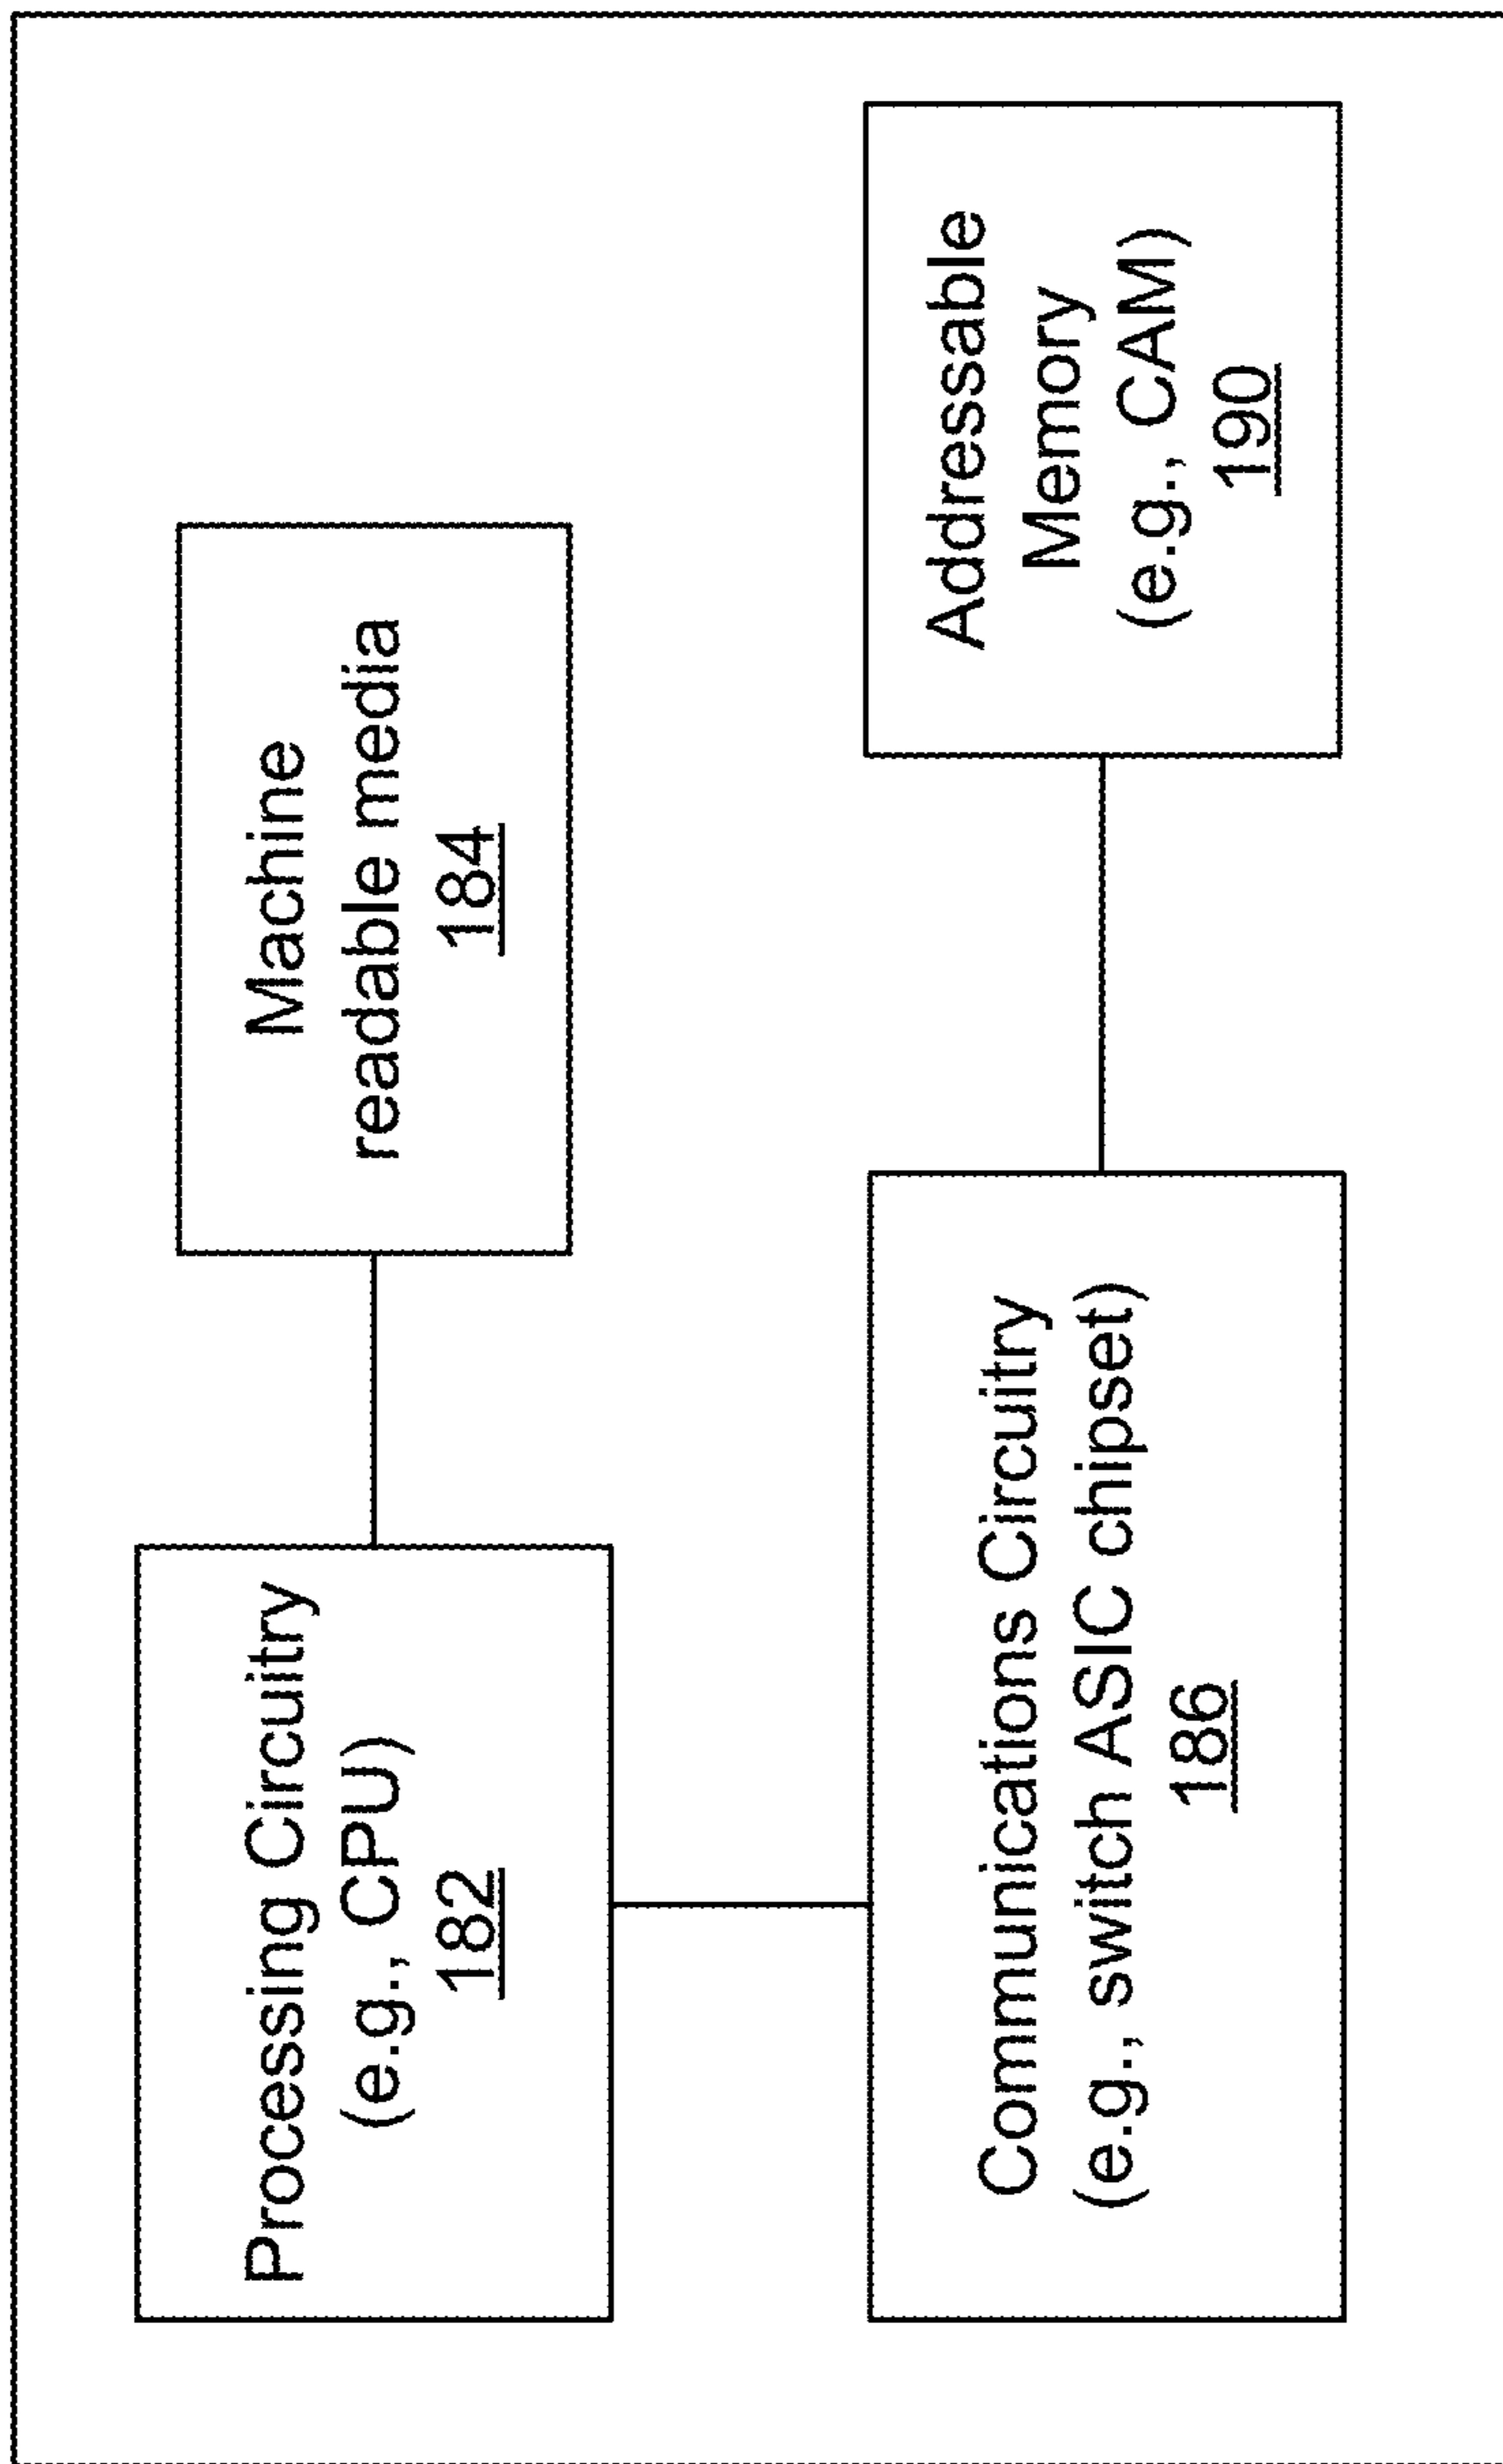 Processing Circuitry
(e.g., CPU)
182
Machine
readable media
184
Communications Circuitry
(e.g., switch ASIC chipset)
186
Addressable
Memory
(e.g., CAM)
190